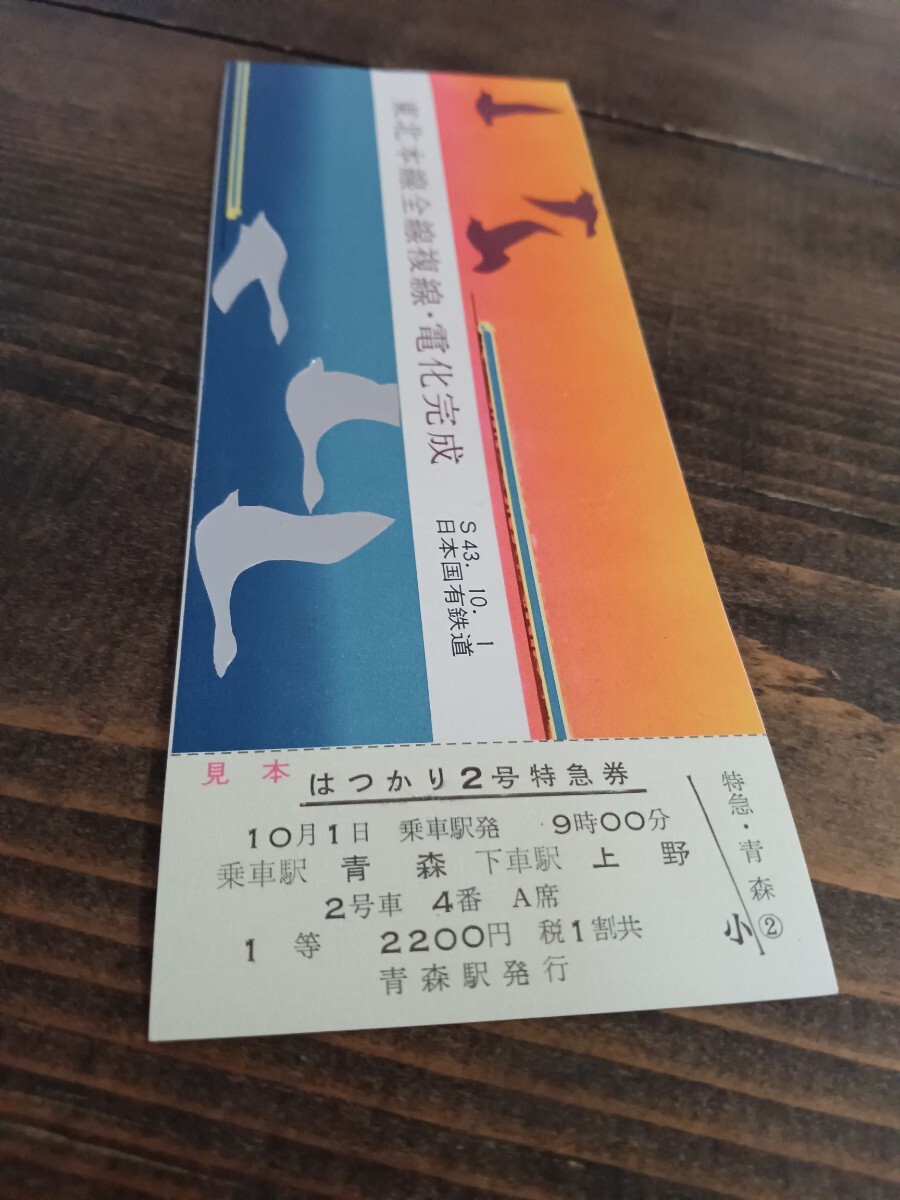 東北本線全線複線・電化完成
S43.10.1
日本国有鉄道
見本
はつかり2号特急券
10月1日 乗車駅発 9時00分
乗車駅 青森 下車駅 上野
2号車 4番 A席
1等 2200円 税1割共
青森駅発行
特急・青森②
小